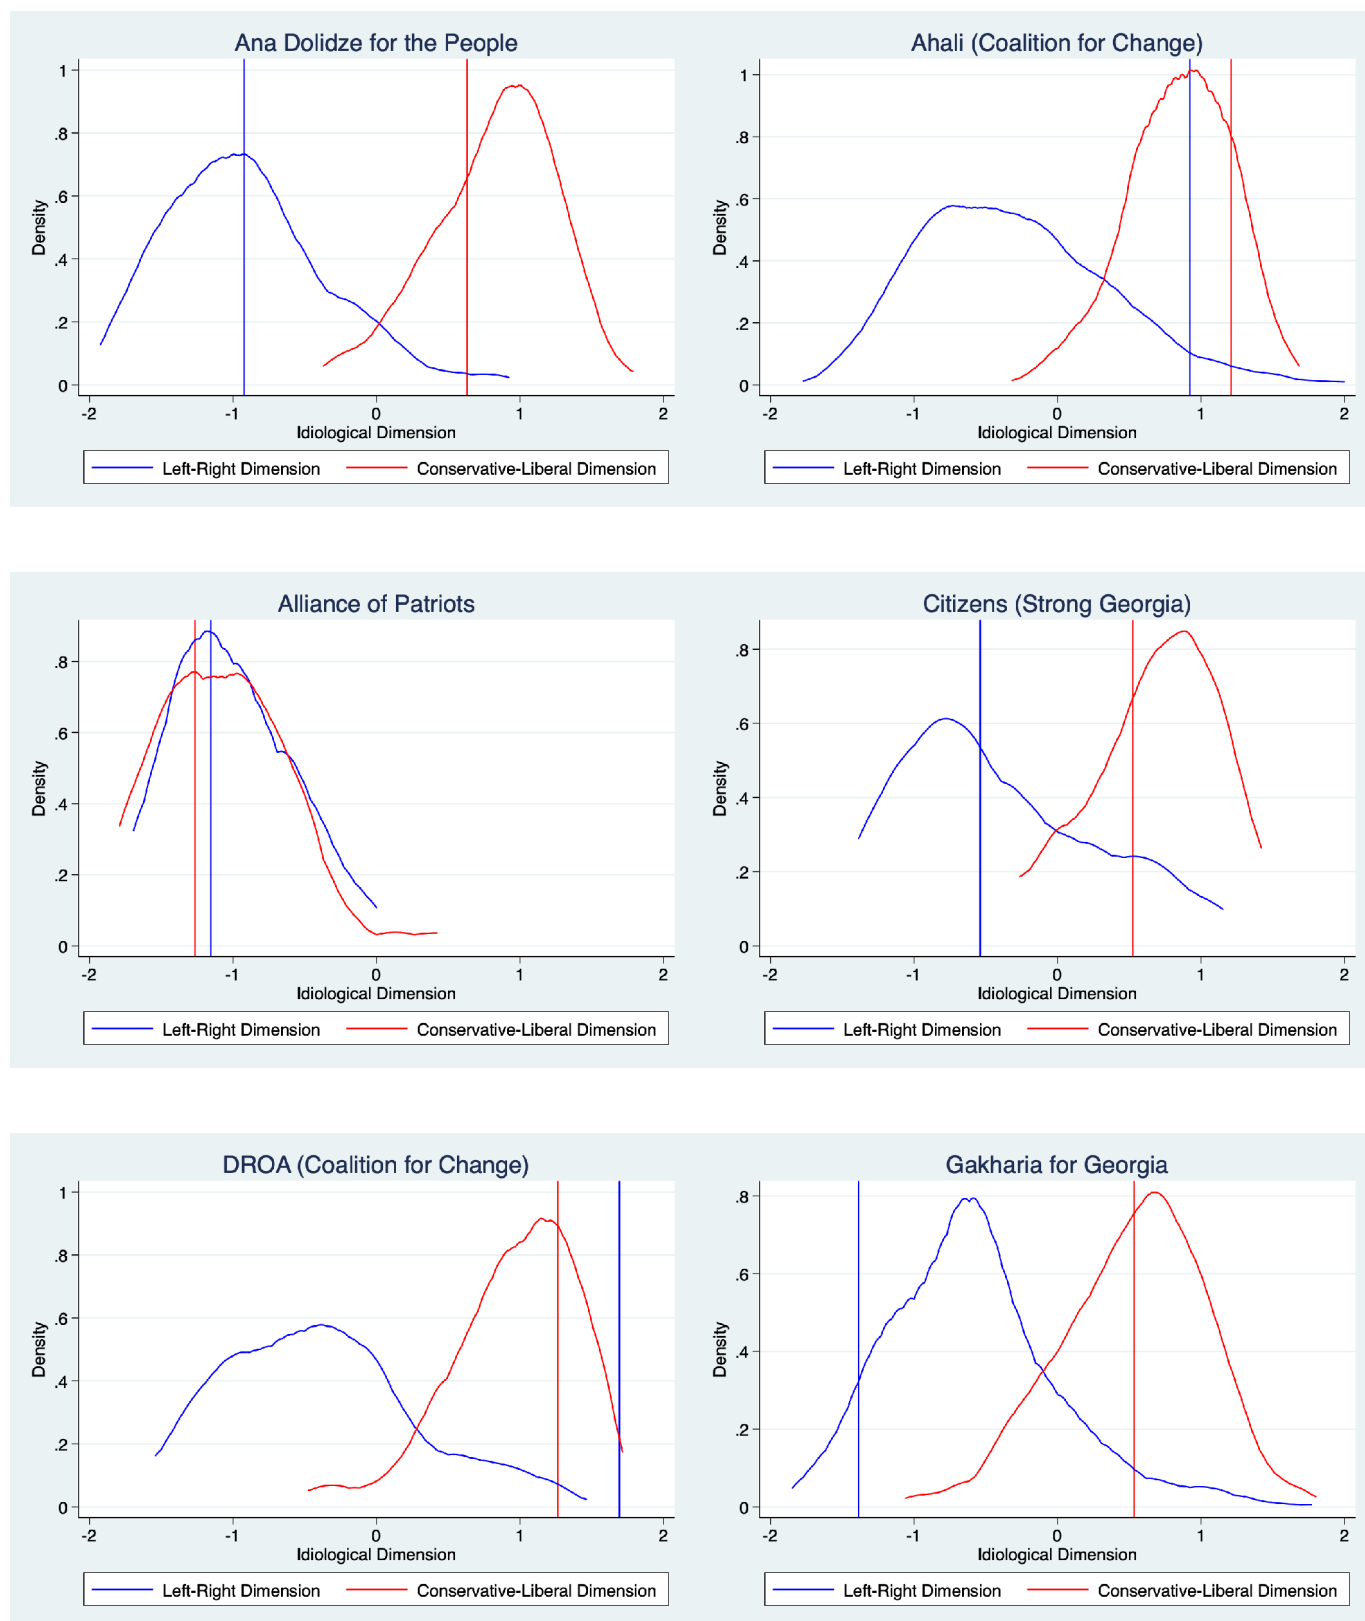 Ana Dolidze for the People
Density
1
.8
.6
.4
.2
0
-2 -1 0 1 2
Idiological Dimension
Left-Right Dimension Conservative-Liberal Dimension
Ahali (Coalition for Change)
Density
1
.8
.6
.4
.2
0
-2 -1 0 1 2
Idiological Dimension
Left-Right Dimension Conservative-Liberal Dimension
Alliance of Patriots
Density
.8
.6
.4
.2
0
-2 -1 0 1 2
Idiological Dimension
Left-Right Dimension Conservative-Liberal Dimension
Citizens (Strong Georgia)
Density
.8
.6
.4
.2
0
-2 -1 0 1 2
Idiological Dimension
Left-Right Dimension Conservative-Liberal Dimension
DROA (Coalition for Change)
Density
1
.8
.6
.4
.2
0
-2 -1 0 1 2
Idiological Dimension
Left-Right Dimension Conservative-Liberal Dimension
Gakharia for Georgia
Density
.8
.6
.4
.2
0
-2 -1 0 1 2
Idiological Dimension
Left-Right Dimension Conservative-Liberal Dimension